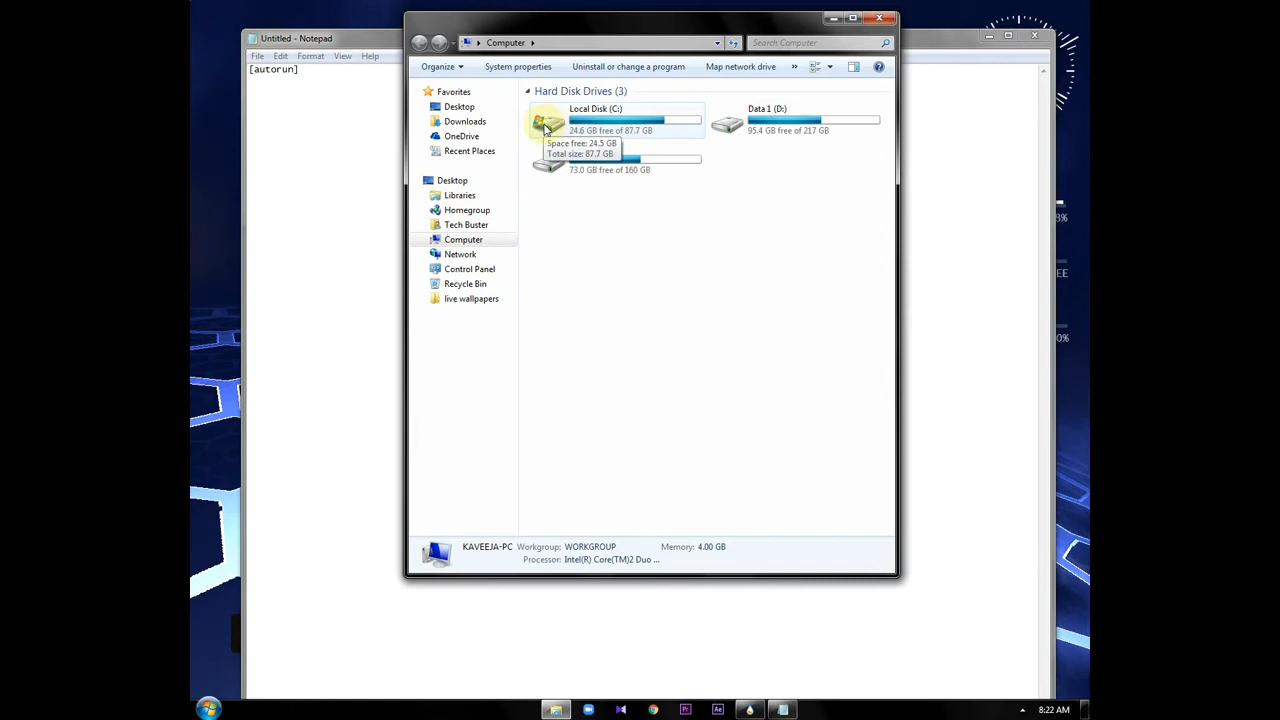 Untitled - Notepad
File Edit Format View Help
[autorun]
Computer
Search Computer
Organize System properties Uninstall or change a program Map network drive »
Favorites
Desktop
Downloads
OneDrive
Recent Places
Desktop
Libraries
Homegroup
Tech Buster
Computer
Network
Control Panel
Recycle Bin
live wallpapers
Hard Disk Drives (3)
Local Disk (C:)
24.6 GB free of 87.7 GB
Data 1 (D:)
95.4 GB free of 217 GB
Space free: 24.5 GB
Total size: 87.7 GB
73.0 GB free of 160 GB
KAVEEJA-PC Workgroup: WORKGROUP Memory: 4.00 GB
Processor: Intel(R) Core(TM)2 Duo ...
8%
EE
0%
Pr
Ae
8:22 AM